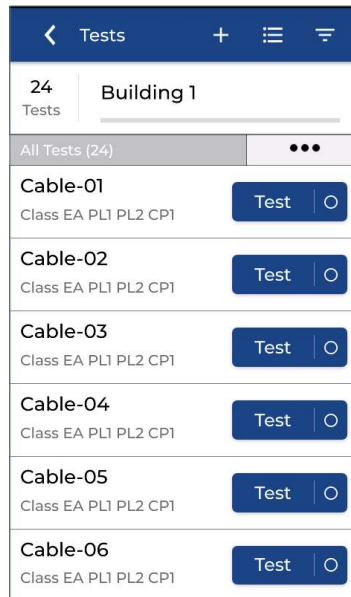 Tests
24
Tests
Building 1
All Tests (24)
Cable-01
Class EA PL1 PL2 CP1
Test
Cable-02
Class EA PL1 PL2 CP1
Test
Cable-03
Class EA PL1 PL2 CP1
Test
Cable-04
Class EA PL1 PL2 CP1
Test
Cable-05
Class EA PL1 PL2 CP1
Test
Cable-06
Class EA PL1 PL2 CP1
Test